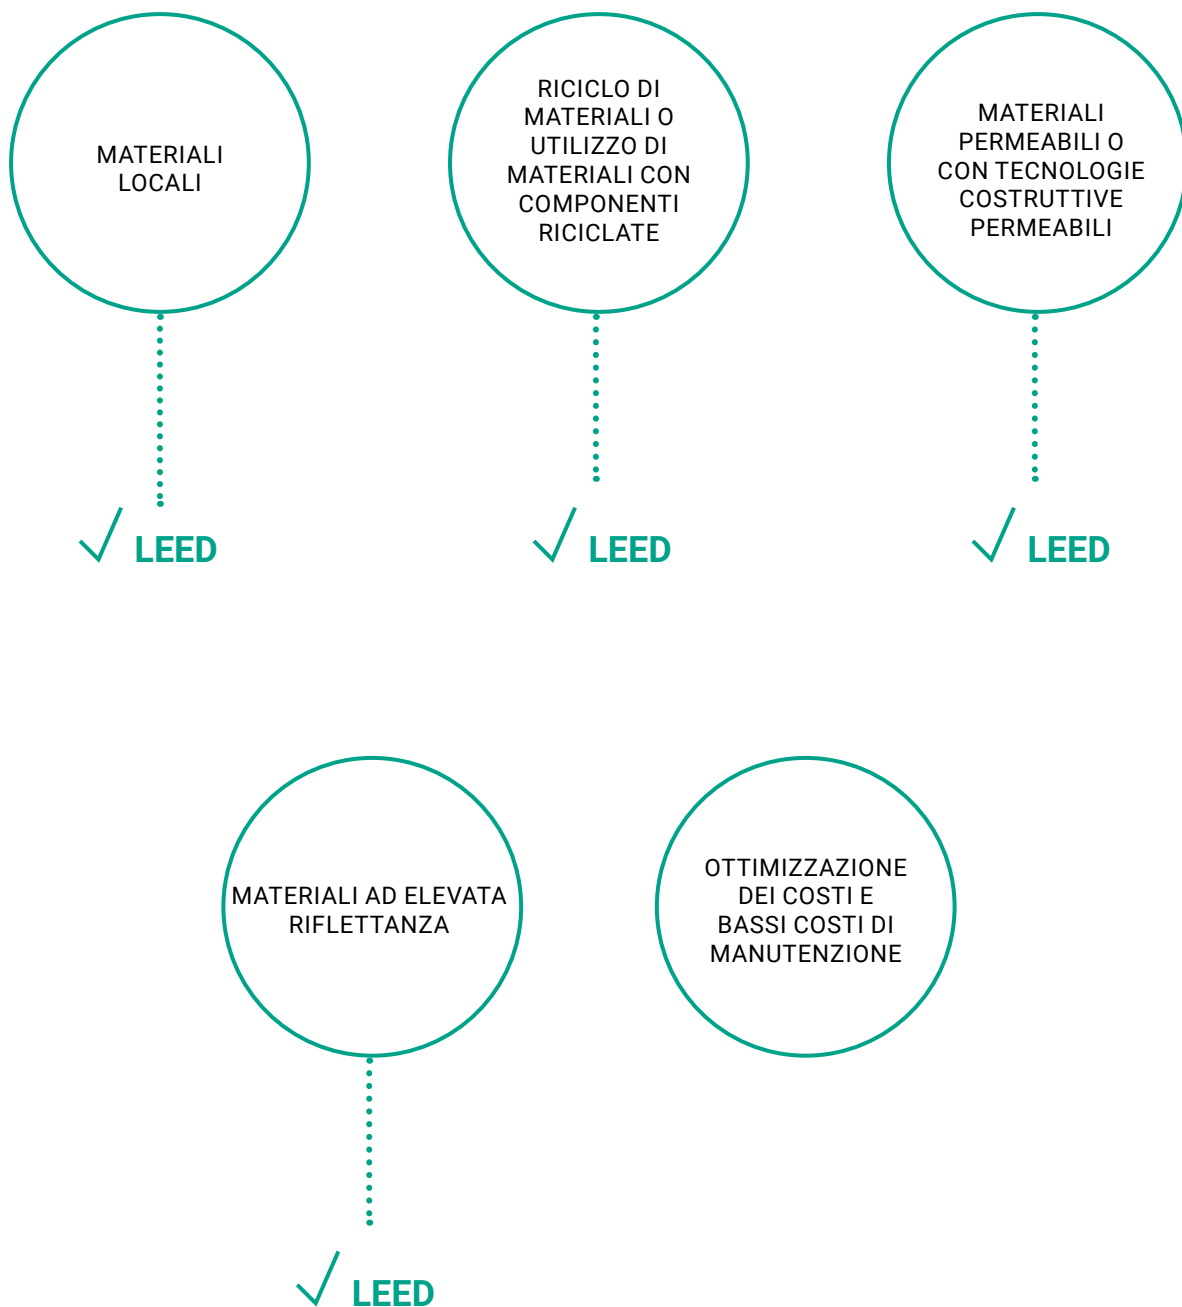 MATERIALI
LOCALI
RICICLO DI
MATERIALI O
UTILIZZO DI
MATERIALI CON
COMPONENTI
RICICLATE
MATERIALI
PERMEABILI O
CON TECNOLOGIE
COSTRUTTIVE
PERMEABILI
LEED
LEED
LEED
MATERIALI AD ELEVATA
RIFLETTANZA
OTTIMIZZAZIONE
DEI COSTI E
BASSI COSTI DI
MANUTENZIONE
LEED